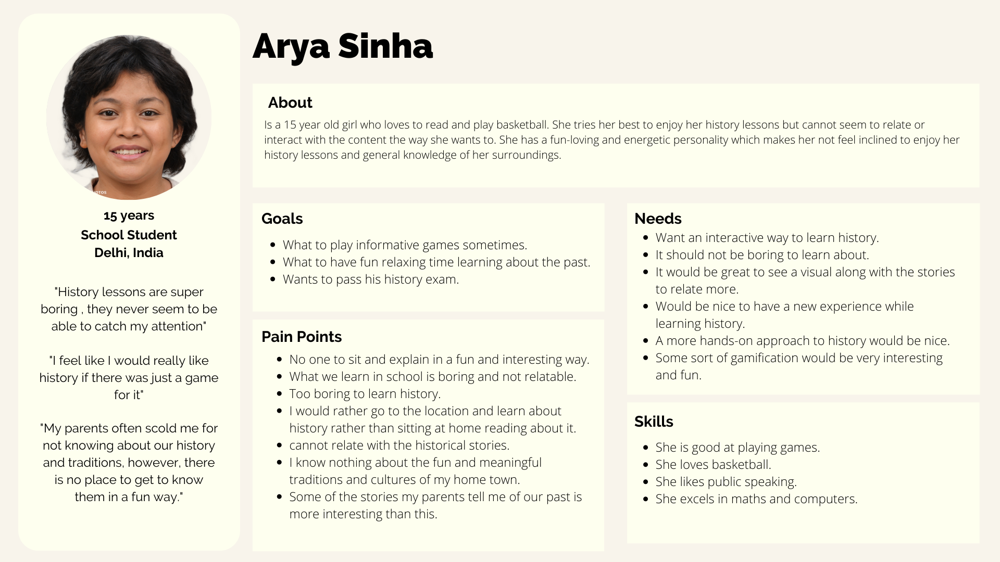 Arya Sinha
About
Is a 15 year old girl who loves to read and play basketball. She tries her best to enjoy her history lessons but cannot seem to relate or
interact with the content the way she wants to. She has a fun-loving and energetic personality which makes her not feel inclined to enjoy her
history lessons and general knowledge of her surroundings.
15 years
School Student
Delhi, India
"History lessons are super
boring , they never seem to be
able to catch my attention"
"I feel like I would really like
history if there was just a game
for it"
"My parents often scold me for
not knowing about our history
and traditions, however, there
is no place to get to know
them in a fun way."
Goals
• What to play informative games sometimes.
• What to have fun relaxing time learning about the past.
• Wants to pass his history exam.
Pain Points
• No one to sit and explain in a fun and interesting way.
• What we learn in school is boring and not relatable.
• Too boring to learn history.
• I would rather go to the location and learn about
history rather than sitting at home reading about it.
• cannot relate with the historical stories.
• I know nothing about the fun and meaningful
traditions and cultures of my home town.
• Some of the stories my parents tell me of our past is
more interesting than this.
Needs
• Want an interactive way to learn history.
• It should not be boring to learn about.
• It would be great to see a visual along with the stories
to relate more.
• Would be nice to have a new experience while
learning history.
• A more hands-on approach to history would be nice.
• Some sort of gamification would be very interesting
and fun.
Skills
• She is good at playing games.
• She loves basketball.
• She likes public speaking.
• She excels in maths and computers.